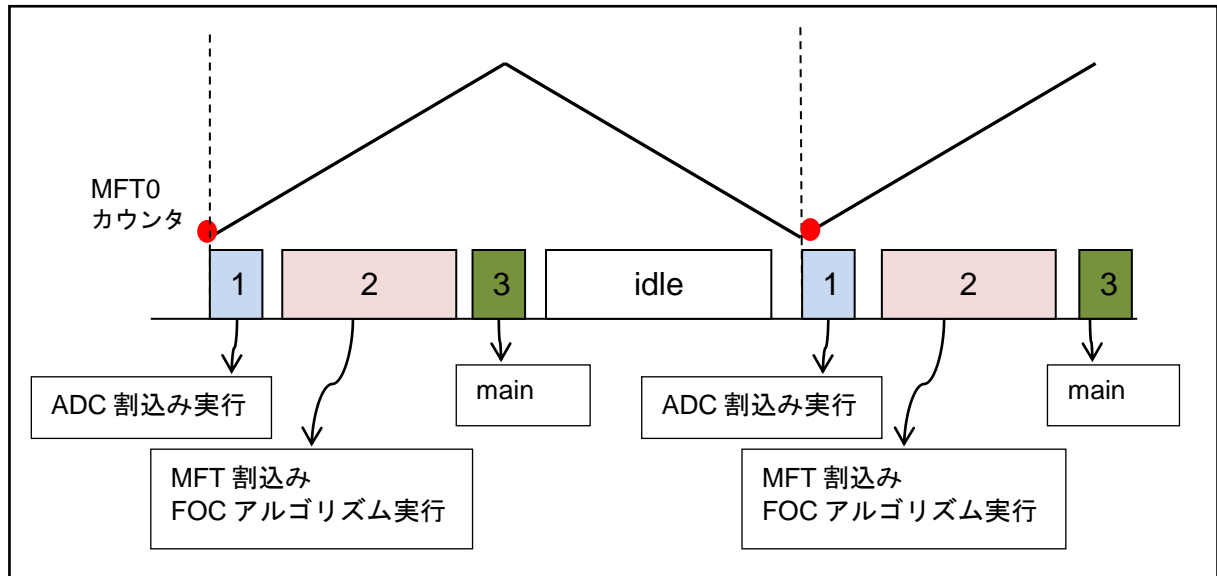 MFT0
カウンタ
1
2
3
idle
1
2
3
ADC 割込み実行
main
ADC 割込み実行
main
MFT 割込み
FOC アルゴリズム実行
MFT 割込み
FOC アルゴリズム実行